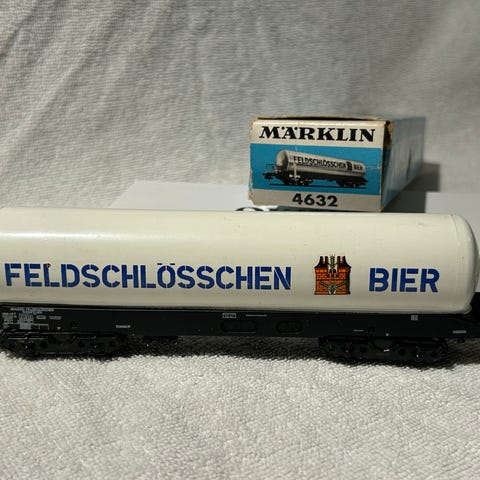 MÄRKLIN
FELDSCHLÖSSCHEN BIER
4632
FELDSCHLÖSSCHEN BIER